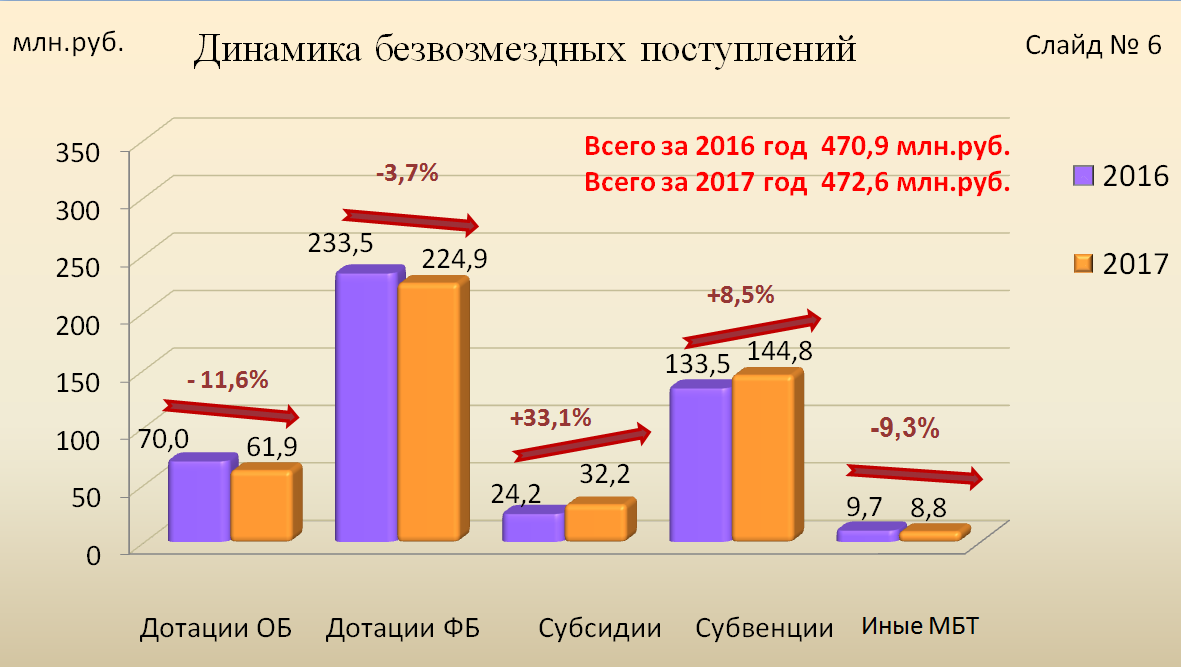 млн.руб.
Динамика безвозмездных поступлений
Слайд № 6
Всего за 2016 год 470,9 млн.руб.
Всего за 2017 год 472,6 млн.руб.
2016
2017
350
300
250
200
150
100
50
0
- 11,6%
70,0
61,9
-3,7%
233,5
224,9
+33,1%
24,2
32,2
+8,5%
133,5
144,8
-9,3%
9,7
8,8
Дотации ОБ
Дотации ФБ
Субсидии
Субвенции
Иные МБТ